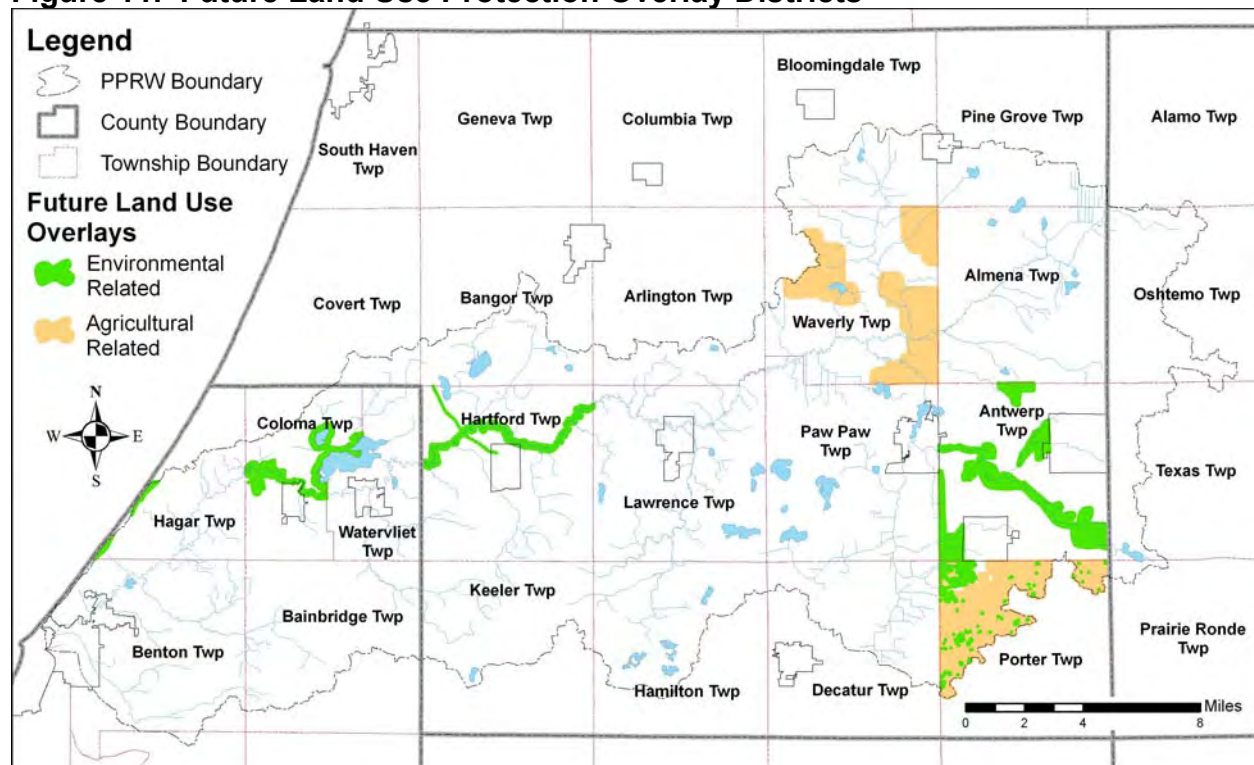 Legend
PPRW Boundary
County Boundary
Township Boundary
Future Land Use
Overlays
Environmental
Related
Agricultural
Related
N
W
E
S
Bloomingdale Twp
Geneva Twp
Columbia Twp
Pine Grove Twp
Alamo Twp
South Haven
Twp
Covert Twp
Bangor Twp
Arlington Twp
Waverly Twp
Almena Twp
Oshtemo Twp
Coloma Twp
Hartford Twp
Paw Paw
Twp
Antwerp
Twp
Texas Twp
Hagar Twp
Watervliet
Twp
Lawrence Twp
Keeler Twp
Bainbridge Twp
Benton Twp
Hamilton Twp
Decatur Twp
Porter Twp
Prairie Ronde
Twp
Miles
0 2 4 8